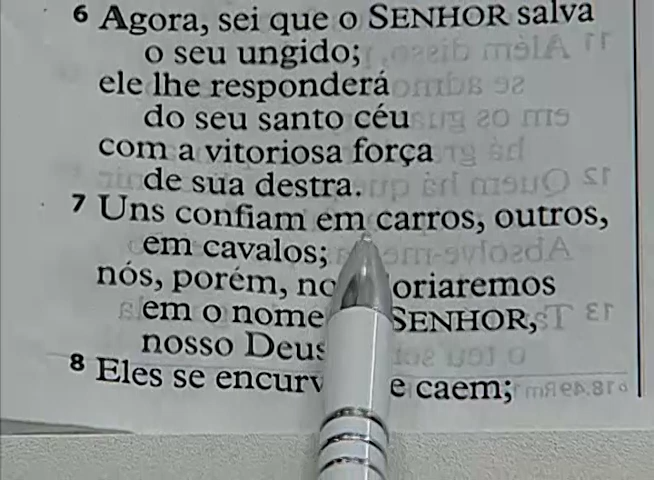 6 Agora, sei que o SENHOR salva
o seu ungido;
ele lhe responderá
do seu santo céu
com a vitoriosa força
de sua destra.
7 Uns confiam em carros, outros,
em cavalos;
nós, porém, oriaremos
em o nome SENHOR,
nosso Deus
8 Eles se encurv e caem;